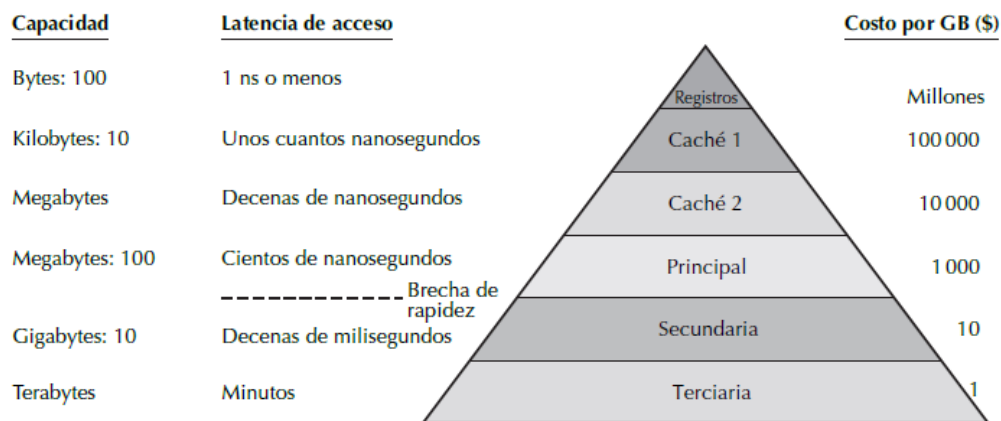 Capacidad Latencia de acceso Costo por GB ($)
Bytes: 100 1 ns o menos Registros Millones
Kilobytes: 10 Unos cuantos nanosegundos Caché 1 100 000
Megabytes Decenas de nanosegundos Caché 2 10 000
Megabytes: 100 Cientos de nanosegundos Principal 1 000
Brecha de
rapidez
Gigabytes: 10 Decenas de milisegundos Secundaria 10
Terabytes Minutos Terciaria 1